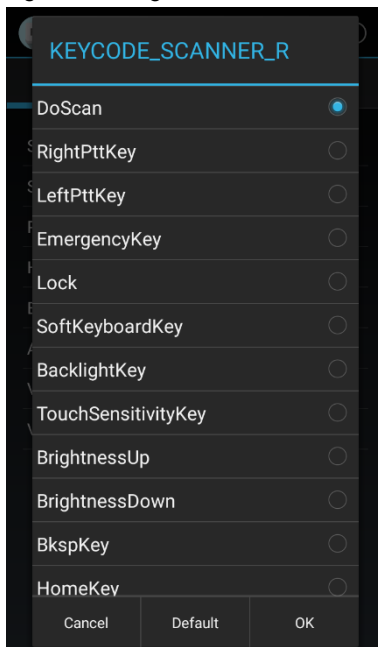 KEYCODE_SCANNER_R
DoScan
RightPttKey
LeftPttKey
EmergencyKey
Lock
SoftKeyboardKey
BacklightKey
TouchSensitivityKey
BrightnessUp
BrightnessDown
BkspKey
HomeKey
Cancel Default OK